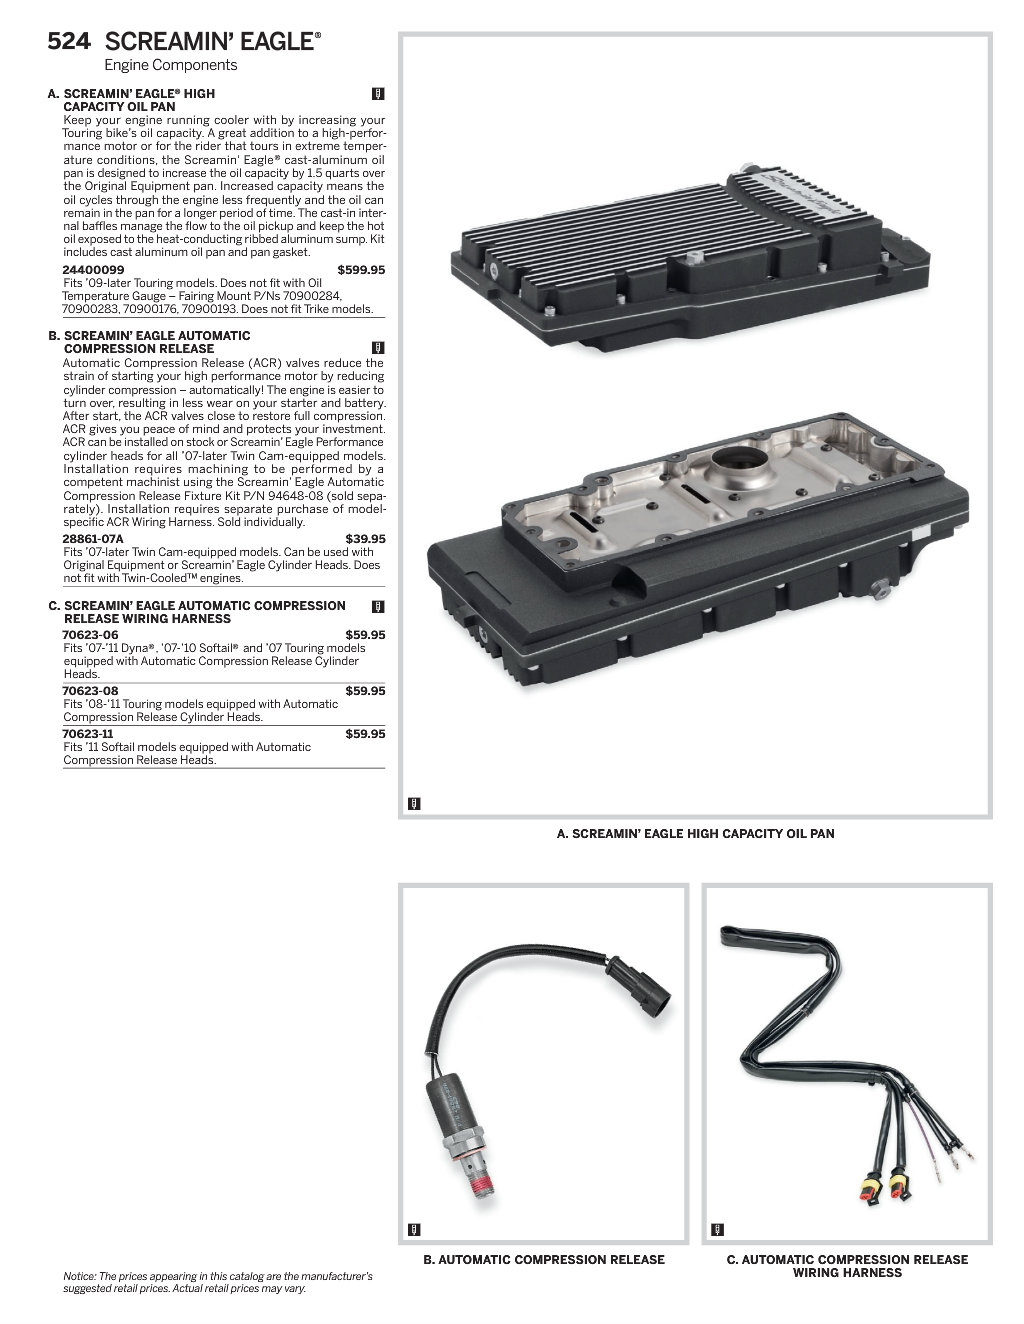 524 SCREAMIN’ EAGLE®
Engine Components
A. SCREAMIN’ EAGLE® HIGH
CAPACITY OIL PAN
Keep your engine running cooler with by increasing your
Touring bike’s oil capacity. A great addition to a high-perfor-
mance motor or for the rider that tours in extreme temper-
ature conditions, the Screamin’ Eagle® cast-aluminum oil
pan is designed to increase the oil capacity by 1.5 quarts over
the Original Equipment pan. Increased capacity means the
oil cycles through the engine less frequently and the oil can
remain in the pan for a longer period of time. The cast-in inter-
nal baffles manage the flow to the oil pickup and keep the hot
oil exposed to the heat-conducting ribbed aluminum sump. Kit
includes cast aluminum oil pan and pan gasket.
24400099 $599.95
Fits ’09-later Touring models. Does not fit with Oil
Temperature Gauge – Fairing Mount P/Ns 70900284,
70900283, 70900176, 70900193. Does not fit Trike models.
B. SCREAMIN’ EAGLE AUTOMATIC
COMPRESSION RELEASE
Automatic Compression Release (ACR) valves reduce the
strain of starting your high performance motor by reducing
cylinder compression – automatically! The engine is easier to
turn over, resulting in less wear on your starter and battery.
After start, the ACR valves close to restore full compression.
ACR gives you peace of mind and protects your investment.
ACR can be installed on stock or Screamin’ Eagle Performance
cylinder heads for all ’07-later Twin Cam-equipped models.
Installation requires machining to be performed by a
competent machinist using the Screamin’ Eagle Automatic
Compression Release Fixture Kit P/N 94648-08 (sold sepa-
rately). Installation requires separate purchase of model-
specific ACR Wiring Harness. Sold individually.
28861-07A $39.95
Fits ’07-later Twin Cam-equipped models. Can be used with
Original Equipment or Screamin’ Eagle Cylinder Heads. Does
not fit with Twin-Cooled™ engines.
C. SCREAMIN’ EAGLE AUTOMATIC COMPRESSION
RELEASE WIRING HARNESS
70623-06 $59.95
Fits ’07-’11 Dyna®, ’07-’10 Softail® and ’07 Touring models
equipped with Automatic Compression Release Cylinder
Heads.
70623-08 $59.95
Fits ’08-’11 Touring models equipped with Automatic
Compression Release Cylinder Heads.
70623-11 $59.95
Fits ’11 Softail models equipped with Automatic
Compression Release Heads.
Screamin’ Eagle
A. SCREAMIN’ EAGLE HIGH CAPACITY OIL PAN
B. AUTOMATIC COMPRESSION RELEASE
C. AUTOMATIC COMPRESSION RELEASE
WIRING HARNESS
Notice: The prices appearing in this catalog are the manufacturer’s
suggested retail prices. Actual retail prices may vary.